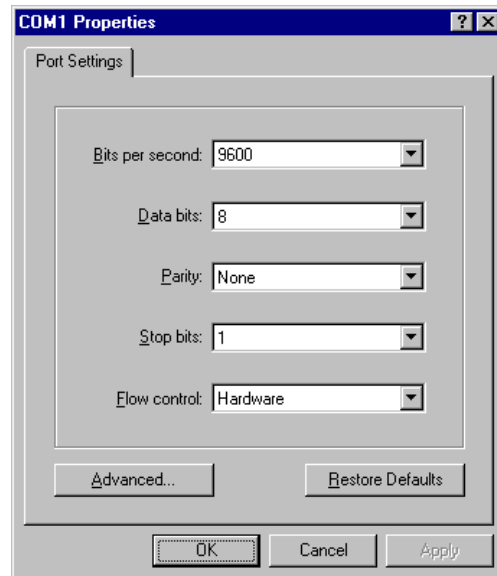 COM1 Properties
Port Settings
Bits per second: 9600
Data bits: 8
Parity: None
Stop bits: 1
Flow control: Hardware
Advanced... Restore Defaults
OK Cancel Apply